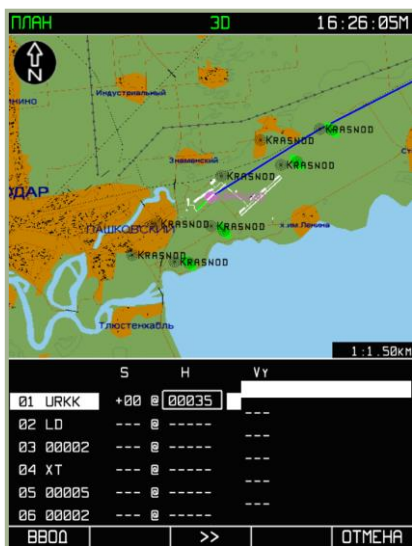 ПЛАН 3D 16:26:05М
N
нино
Индустриальный
KRASNOD
KRASNOD
Знаменский
KRASNOD
KRASNOD
ДАР
ПАШКОВСКИЙ
KRASNOD
KRASNOD
х.им.Ленина
KRASNOD
KRASNOD
Тлюстенхабль
1:1.50км
S H VY
01 URKK +00 @ 00035
02 LD --- @ ----- ---
03 00002 --- @ ----- ---
04 XT --- @ ----- ---
05 00005 --- @ ----- ---
06 00002 --- @ ----- ---
ВВОД >> ОТМЕНА